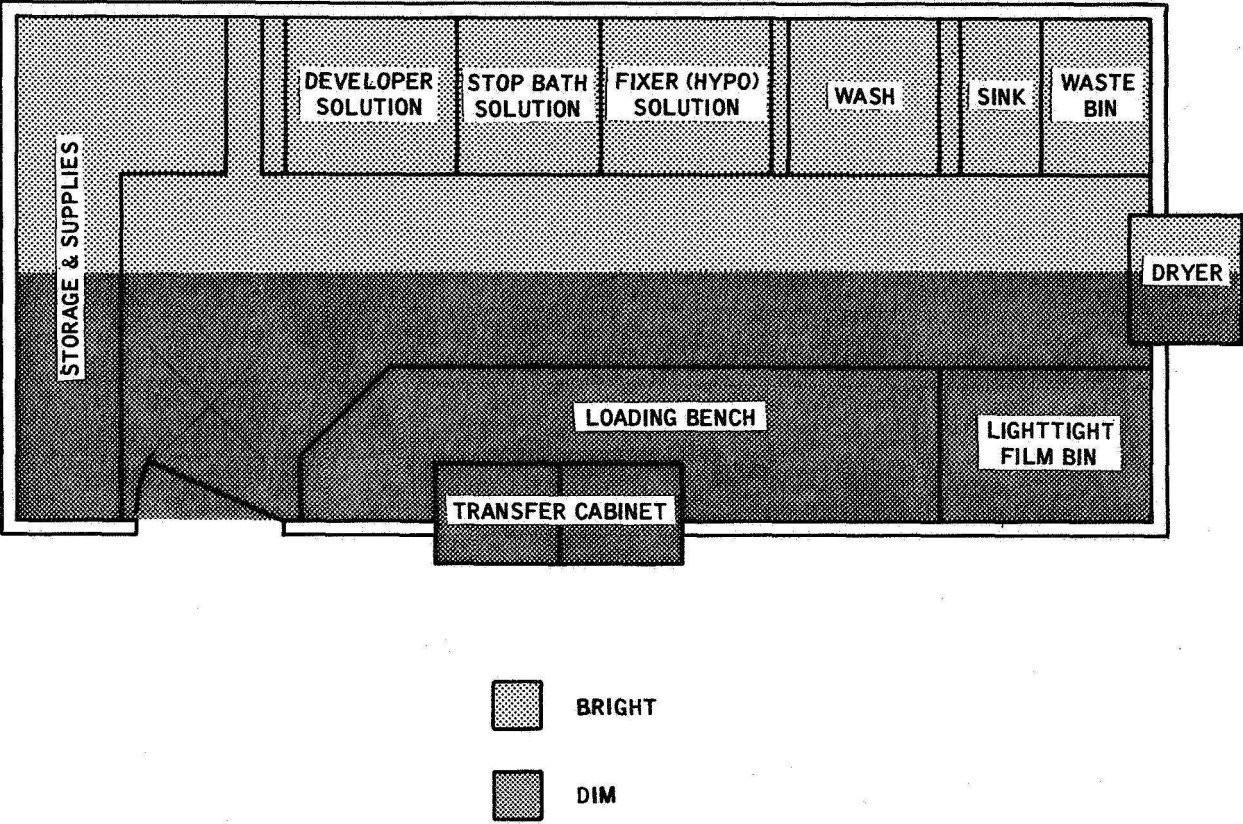 DEVELOPER
SOLUTION
STOP BATH
SOLUTION
FIXER (HYPO)
SOLUTION
WASH
SINK
WASTE
BIN
STORAGE & SUPPLIES
DRYER
LOADING BENCH
LIGHTTIGHT
FILM BIN
TRANSFER CABINET
BRIGHT
DIM